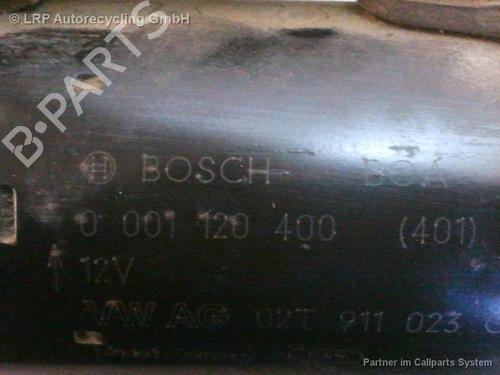 © LRP Autorecycling GmbH
B-PARTS
BOSCH
0 001 120 400 (401)
12V
VW AG 02T 911 023
Partner im Callparts System